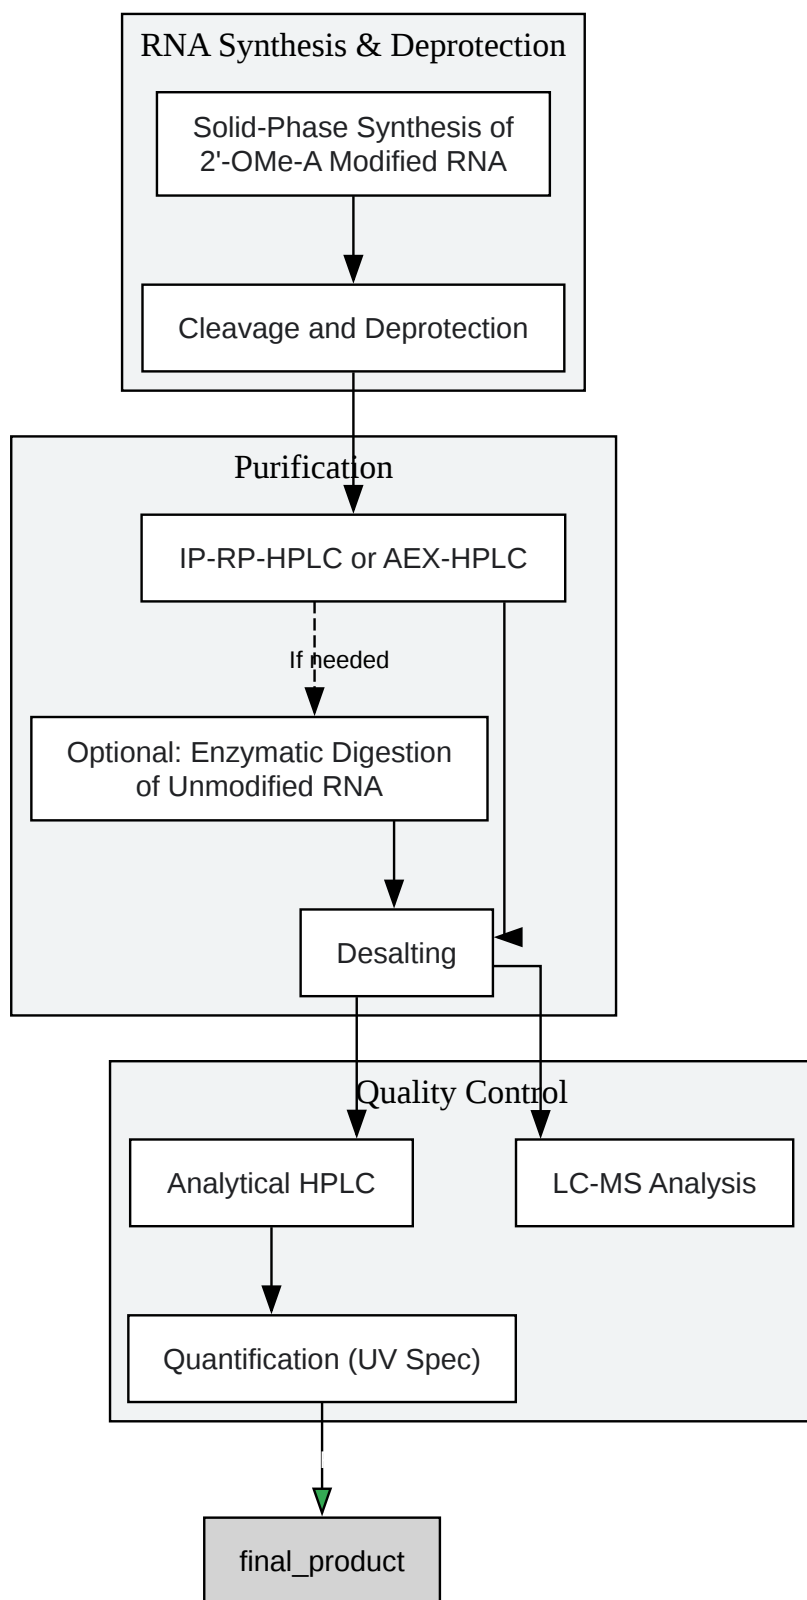 RNA Synthesis & Deprotection
Solid-Phase Synthesis of
2'-OMe-A Modified RNA
Cleavage and Deprotection
Purification
IP-RP-HPLC or AEX-HPLC
If needed
Optional: Enzymatic Digestion
of Unmodified RNA
Desalting
Quality Control
Analytical HPLC
LC-MS Analysis
Quantification (UV Spec)
final_product